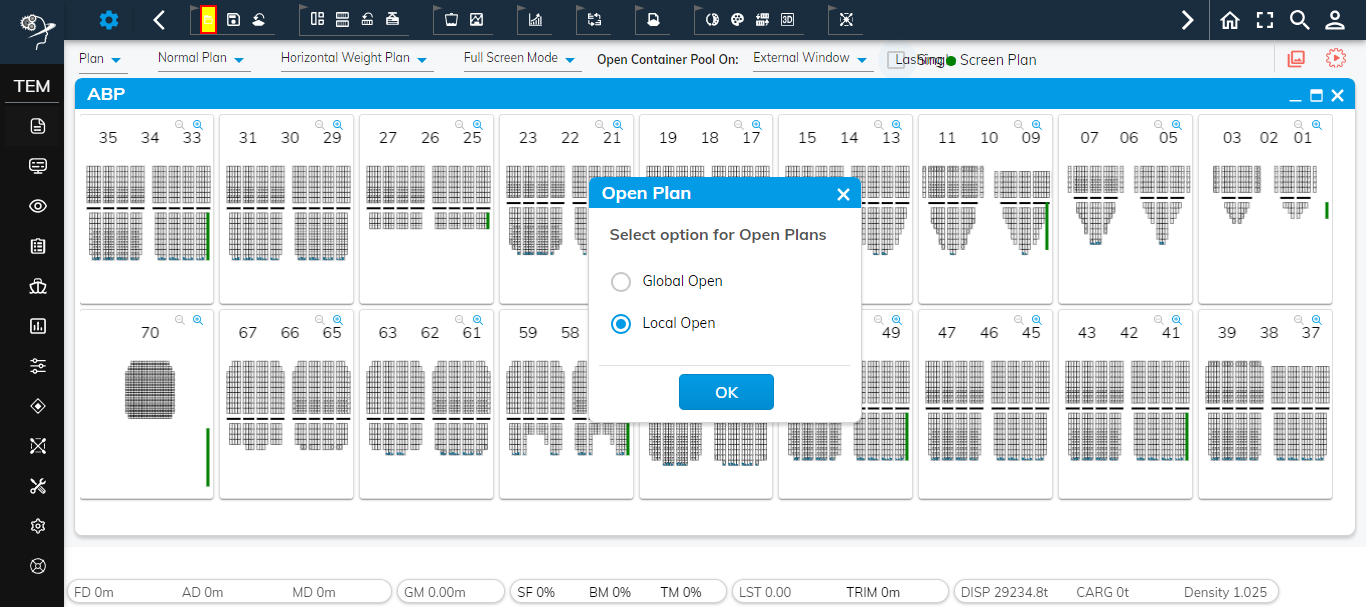 TEM
Plan
Normal Plan
Horizontal Weight Plan
Full Screen Mode
Open Container Pool On:
External Window
Lashing
Screen Plan
3D
ABP
35 34 33
31 30 29
27 26 25
23 22 21
19 18 17
15 14 13
11 10 09
07 06 05
03 02 01
Open Plan
Select option for Open Plans
Global Open
Local Open
OK
70
67 66 65
63 62 61
59 58
49
47 46 45
43 42 41
39 38 37
FD 0m AD 0m MD 0m
GM 0.00m
SF 0% BM 0% TM 0%
LST 0.00 TRIM 0m
DISP 29234.8t CARG 0t Density 1.025